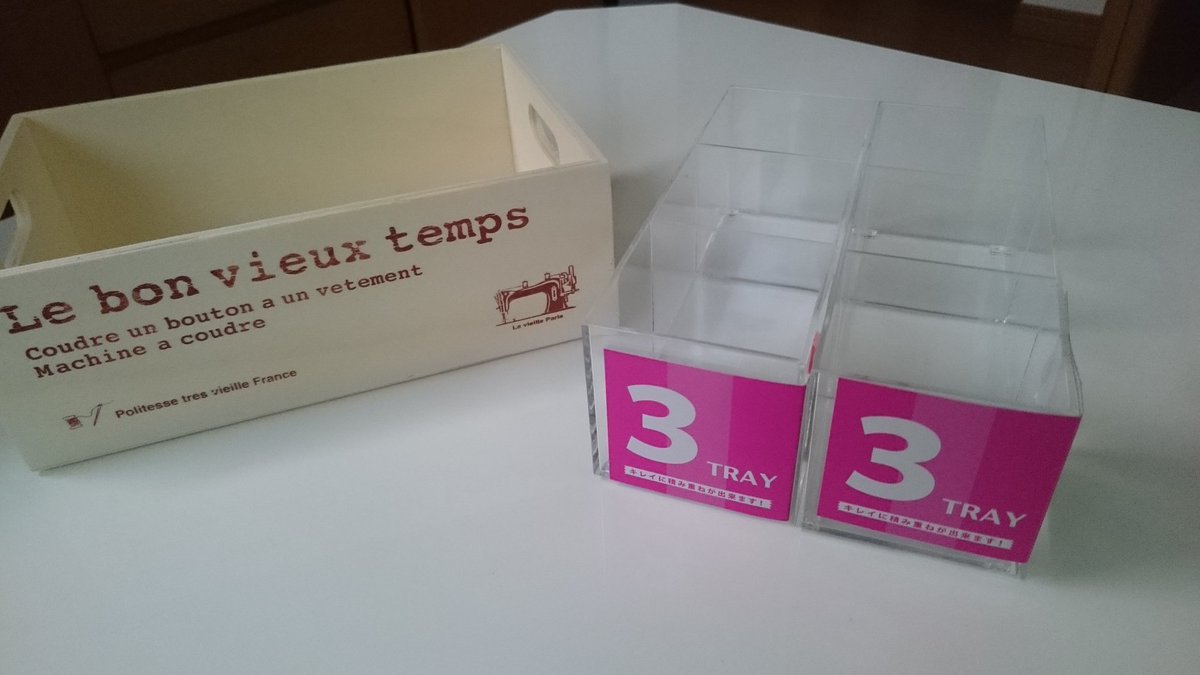 Le bon vieux temps
Coudre un bouton a un vetement
Machine a coudre
Le vieille Paris
Politesse tres vieille France
3
TRAY
キレイに積み重ねが出来ます!
3
TRAY
キレイに積み重ねが出来ます!